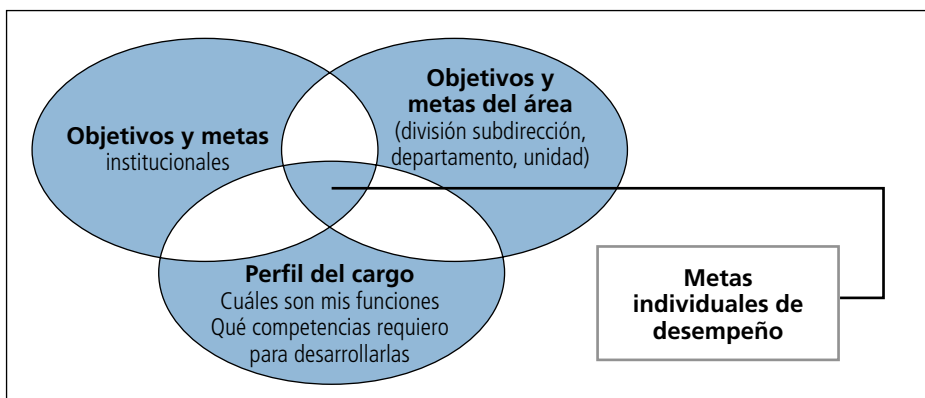 Objetivos y metas
institucionales
Objetivos y
metas del área
(división subdirección,
departamento, unidad)
Perfil del cargo
Cuáles son mis funciones
Qué competencias requiero
para desarrollarlas
Metas
individuales de
desempeño